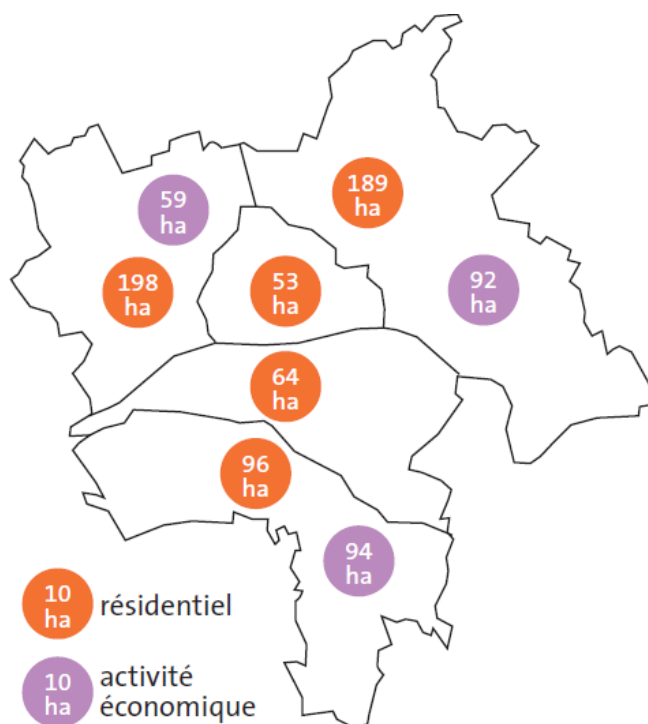 189
ha
59
ha
198
ha
53
ha
92
ha
64
ha
96
ha
94
ha
10
ha
résidentiel
10
ha
activité
économique